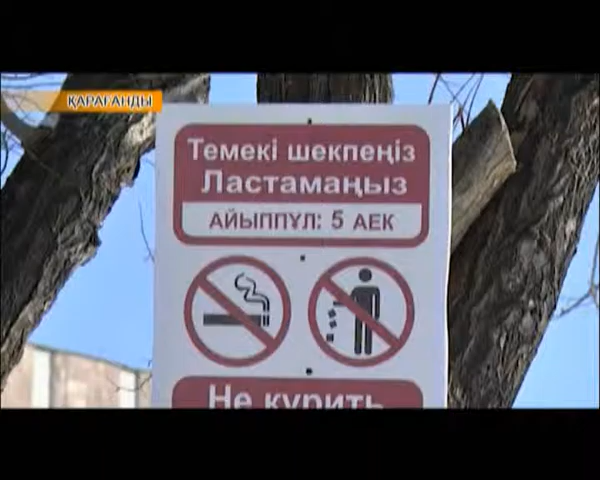 ҚАРАҒАНДЫ
Темекі шекпеңіз
Ластамаңыз
АЙЫППҰЛ: 5 АЕК
Не курить